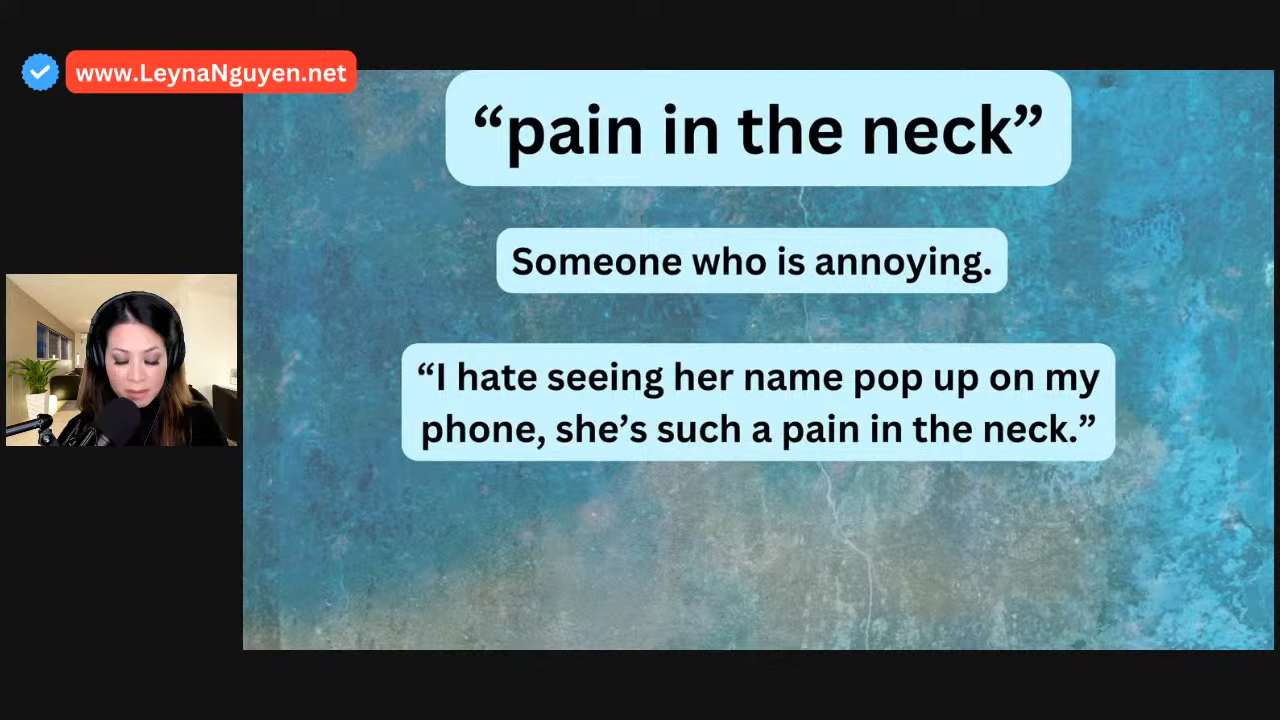 www.LeynaNguyen.net
“pain in the neck”
Someone who is annoying.
“I hate seeing her name pop up on my
phone, she’s such a pain in the neck.”